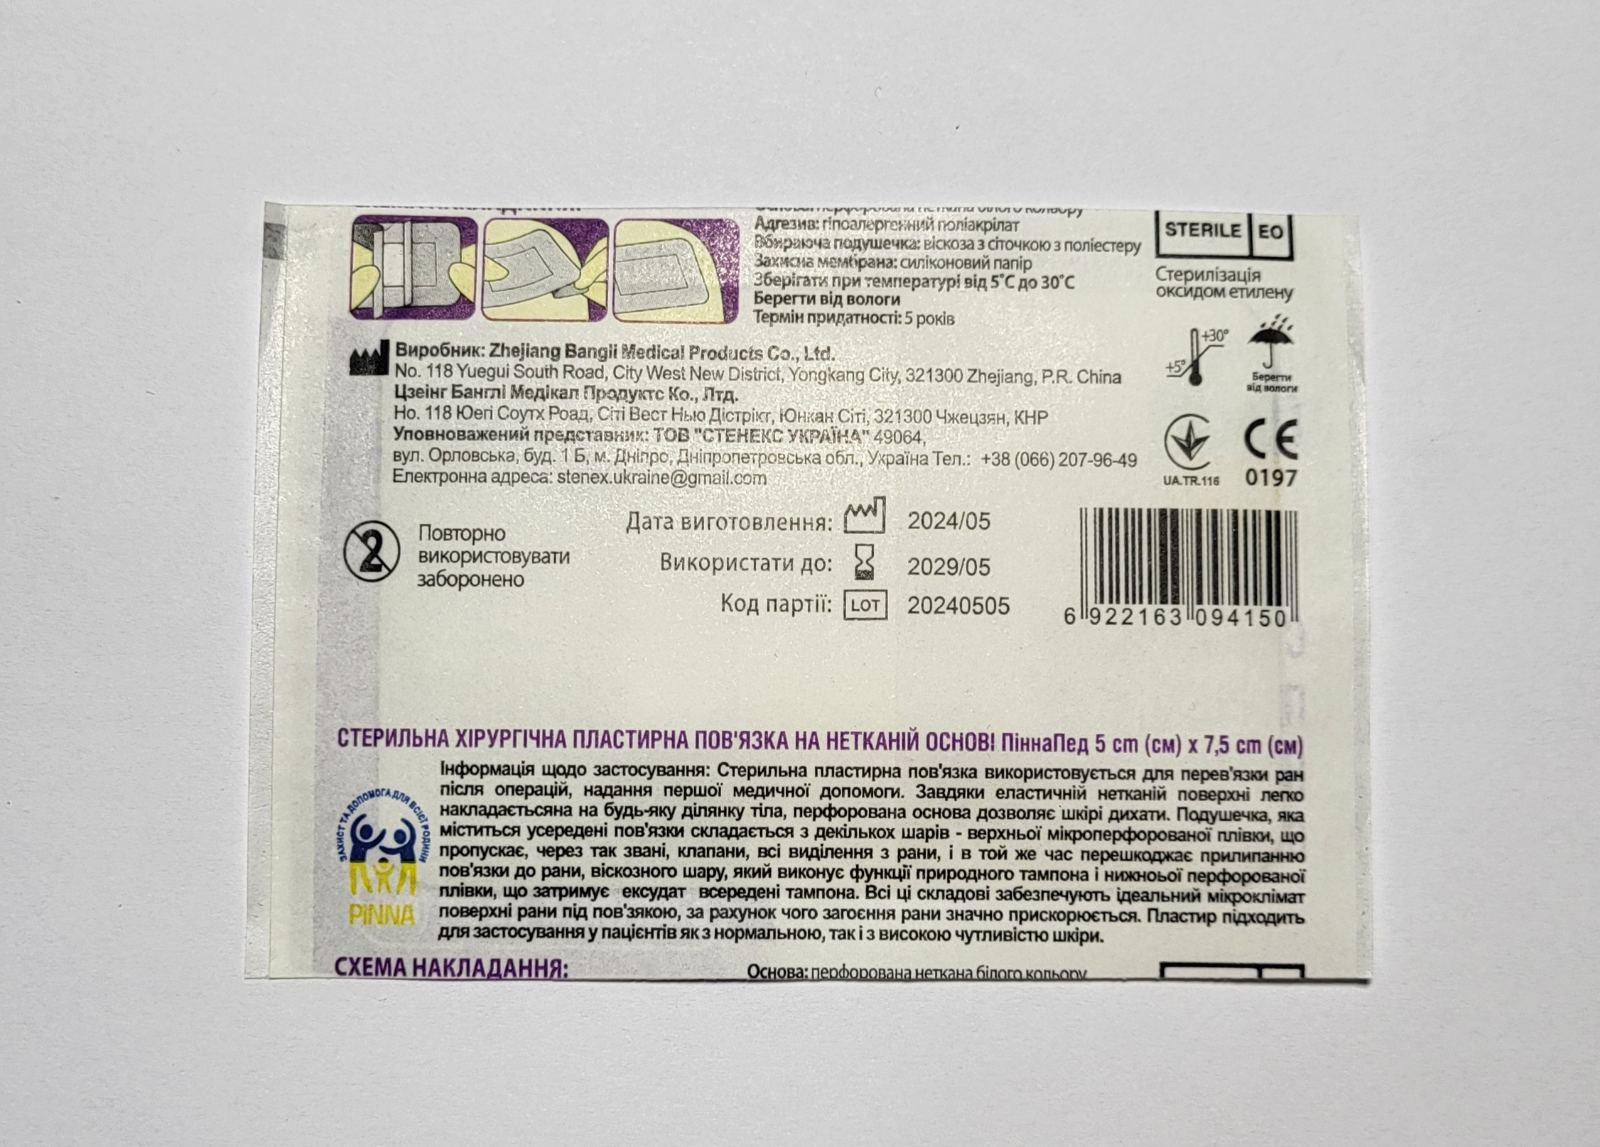 Адгезив: гіпоалергенний поліакрілат
Вбираюча подушечка: віскоза з сіточкою з поліестеру
Захисна мембрана: силіконовий папір
Зберігати при температурі від 5°С до 30°С
Берегти від вологи
Термін придатності: 5 років
STERILE EO
Стерилізація
оксидом етилену
+30°
+5°
Берегти
від вологи
Виробник: Zhejiang Bangli Medical Products Co., Ltd.
No. 118 Yuegui South Road, City West New District, Yongkang City, 321300 Zhejiang, P.R. China
Цзеінг Банглі Медікал Продуктс Ко., Лтд.
Но. 118 Юегі Соутх Роад, Сіті Вест Нью Дістрікт, Юнкан Сіті, 321300 Чжецзян, КНР
Уповноважений представник: ТОВ "СТЕНЕКС УКРАЇНА" 49064,
вул. Орловська, буд. 1 Б, м. Дніпро, Дніпропетровська обл., Україна Тел.: +38 (066) 207-96-49
Електронна адреса: stenex.ukraine@gmail.com
UA.TR.116
CE
0197
2
Повторно
використовувати
заборонено
Дата виготовлення: 2024/05
Використати до: 2029/05
Код партії: LOT 20240505
6 922163 094150
СТЕРИЛЬНА ХІРУРГІЧНА ПЛАСТИРНА ПОВ'ЯЗКА НА НЕТКАНІЙ ОСНОВІ ПіннаПед 5 cm (см) x 7,5 cm (см)
Інформація щодо застосування: Стерильна пластирна пов'язка використовується для перев'язки ран
після операцій, надання першої медичної допомоги. Завдяки еластичній нетканій поверхні легко
накладаєтьсяна на будь-яку ділянку тіла, перфорована основа дозволяє шкірі дихати. Подушечка, яка
міститься усередені пов'язки складається з декількох шарів - верхньої мікроперфорованої плівки, що
пропускає, через так звані, клапани, всі виділення з рани, і в той же час перешкоджає прилипанню
пов'язки до рани, віскозного шару, який виконує функції природного тампона і нижньої перфорованої
плівки, що затримує ексудат всередені тампона. Всі ці складові забезпечують ідеальний мікроклімат
поверхні рани під пов'язкою, за рахунок чого загоєння рани значно прискорюється. Пластир підходить
для застосування у пацієнтів як з нормальною, так і з високою чутливістю шкіри.
ЗАХИСТ ТА ДОПОМОГА ДЛЯ ВСІЄЇ РОДИНИ
PINNA
СХЕМА НАКЛАДАННЯ:
Основа: перфорована неткана білого кольору